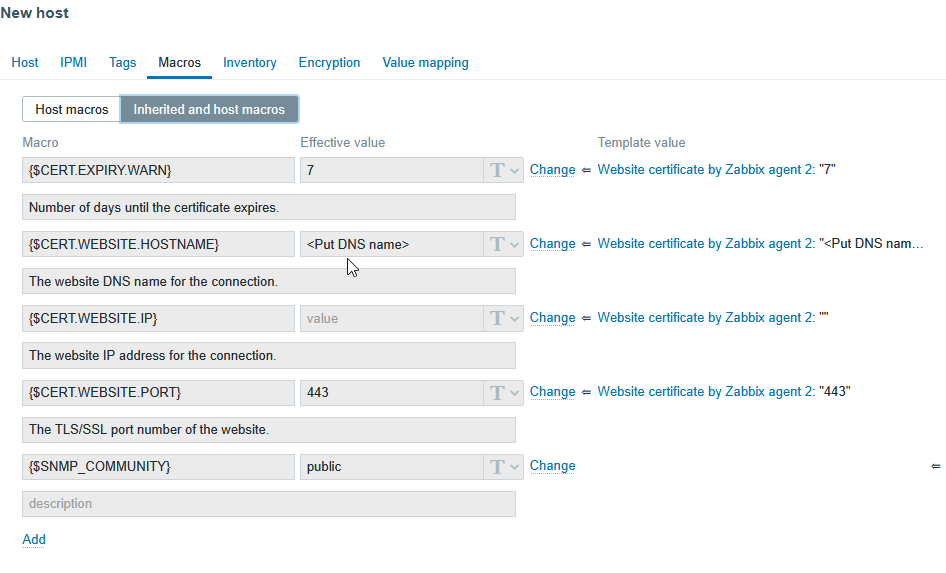 New host
Host IPMI Tags Macros Inventory Encryption Value mapping
Host macros Inherited and host macros
Macro Effective value Template value
{$CERT.EXPIRY.WARN} 7 T Change ⇐ Website certificate by Zabbix agent 2: "7"
Number of days until the certificate expires.
{$CERT.WEBSITE.HOSTNAME} <Put DNS name> T Change ⇐ Website certificate by Zabbix agent 2: "<Put DNS nam...
The website DNS name for the connection.
{$CERT.WEBSITE.IP} value T Change ⇐ Website certificate by Zabbix agent 2: ""
The website IP address for the connection.
{$CERT.WEBSITE.PORT} 443 T Change ⇐ Website certificate by Zabbix agent 2: "443"
The TLS/SSL port number of the website.
{$SNMP_COMMUNITY} public T Change ⇐
description
Add